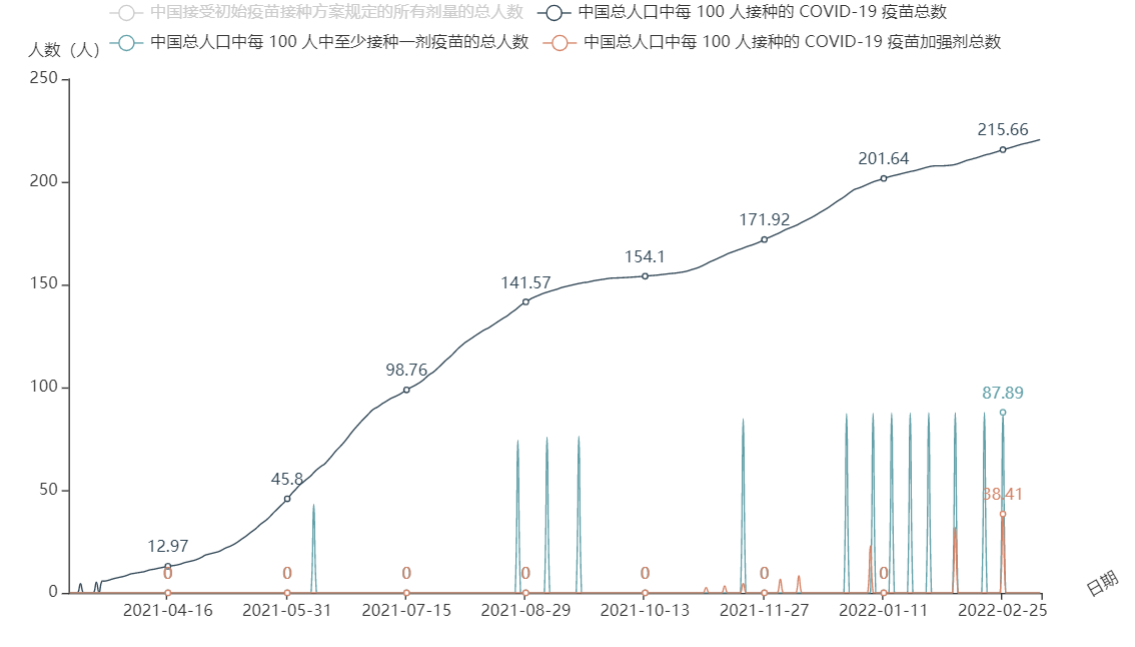 中国接受初始疫苗接种方案规定的所有剂量的总人数 中国总人口中每 100 人接种的 COVID-19 疫苗总数
中国总人口中每 100 人中至少接种一剂疫苗的总人数 中国总人口中每 100 人接种的 COVID-19 疫苗加强剂总数
人数（人）
250
215.66
201.64
200
171.92
154.1
150
141.57
98.76
100
87.89
50
45.8
38.41
12.97
0 0 0 0 0 0 0
0
2021-04-16 2021-05-31 2021-07-15 2021-08-29 2021-10-13 2021-11-27 2022-01-11 2022-02-25
日期